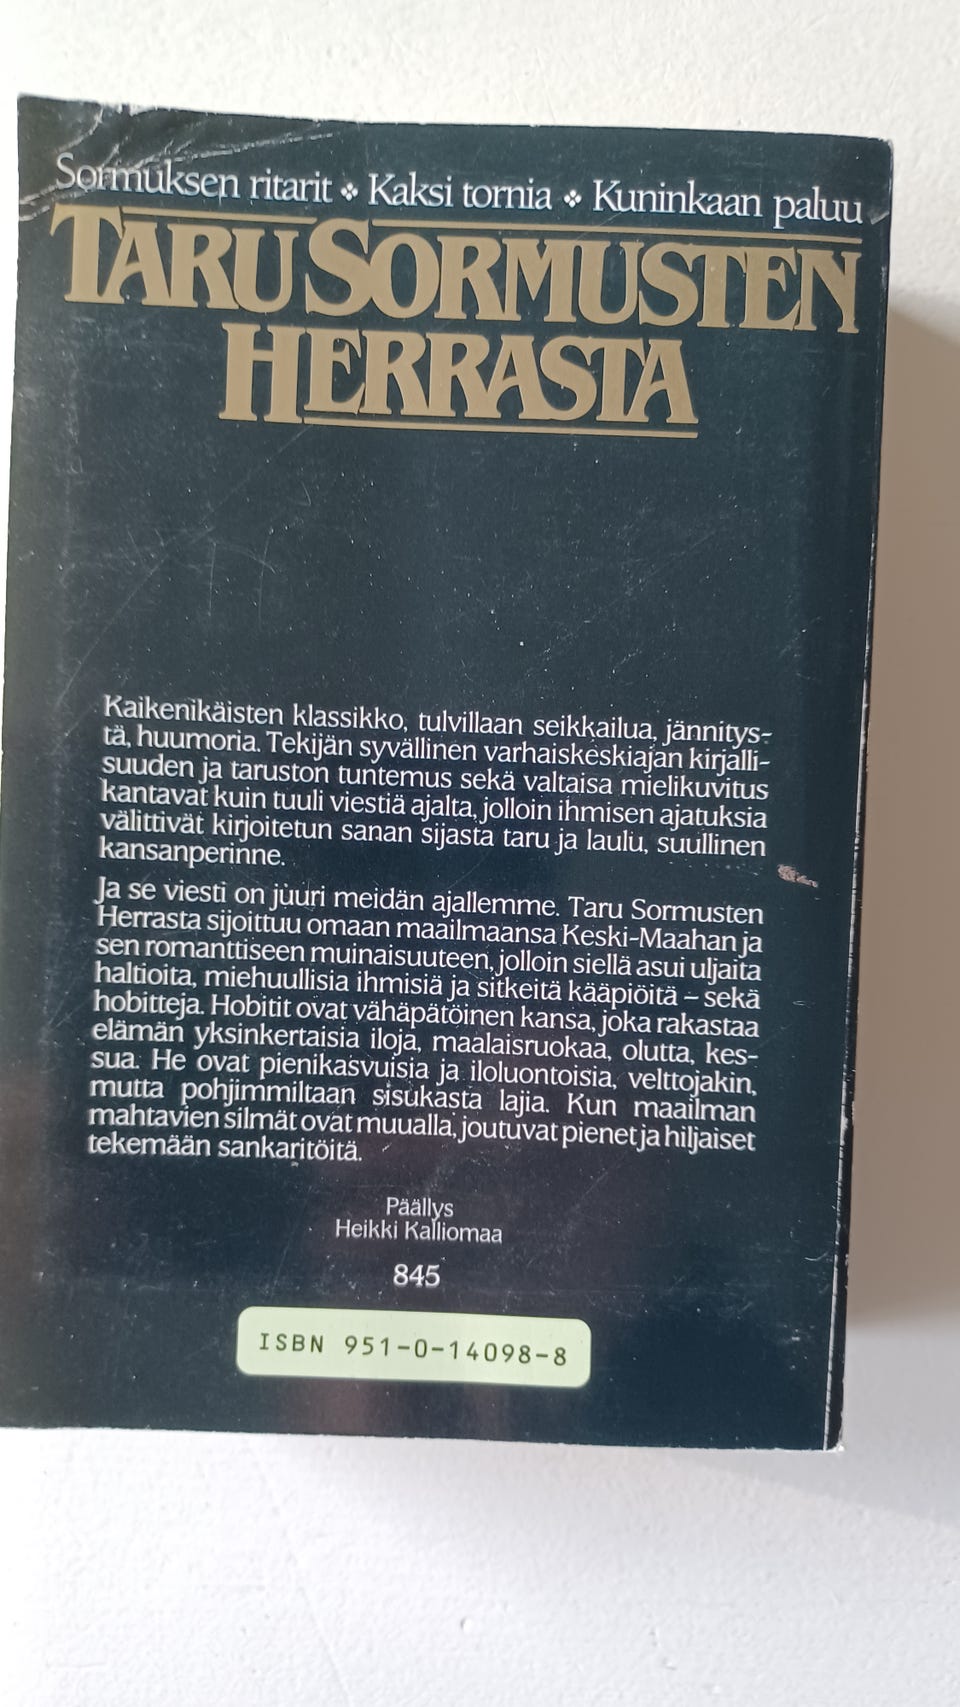 Sormuksen ritarit ❖ Kaksi tornia ❖ Kuninkaan paluu
TARU SORMUSTEN
HERRASTA
Kaikenikäisten klassikko, tulvillaan seikkailua, jännitys-
tä, huumoria. Tekijän syvällinen varhaiskeskiajan kirjalli-
suuden ja taruston tuntemus sekä valtaisa mielikuvitus
kantavat kuin tuuli viestiä ajalta, jolloin ihmisen ajatuksia
välittivät kirjoitetun sanan sijasta taru ja laulu, suullinen
kansanperinne.
Ja se viesti on juuri meidän ajallemme. Taru Sormusten
Herrasta sijoittuu omaan maailmaansa Keski-Maahan ja
sen romanttiseen muinaisuuteen, jolloin siellä asui uljaita
haltioita, miehuullisia ihmisiä ja sitkeitä kääpiöitä – sekä
hobitteja. Hobitit ovat vähäpätöinen kansa, joka rakastaa
elämän yksinkertaisia iloja, maalaisruokaa, olutta, kes-
sua. He ovat pienikasvuisia ja iloluontoisia, velttojakin,
mutta pohjimmiltaan sisukasta lajia. Kun maailman
mahtavien silmät ovat muualla, joutuvat pienet ja hiljaiset
tekemään sankaritöitä.
Päällys
Heikki Kalliomaa
845
ISBN 951-0-14098-8